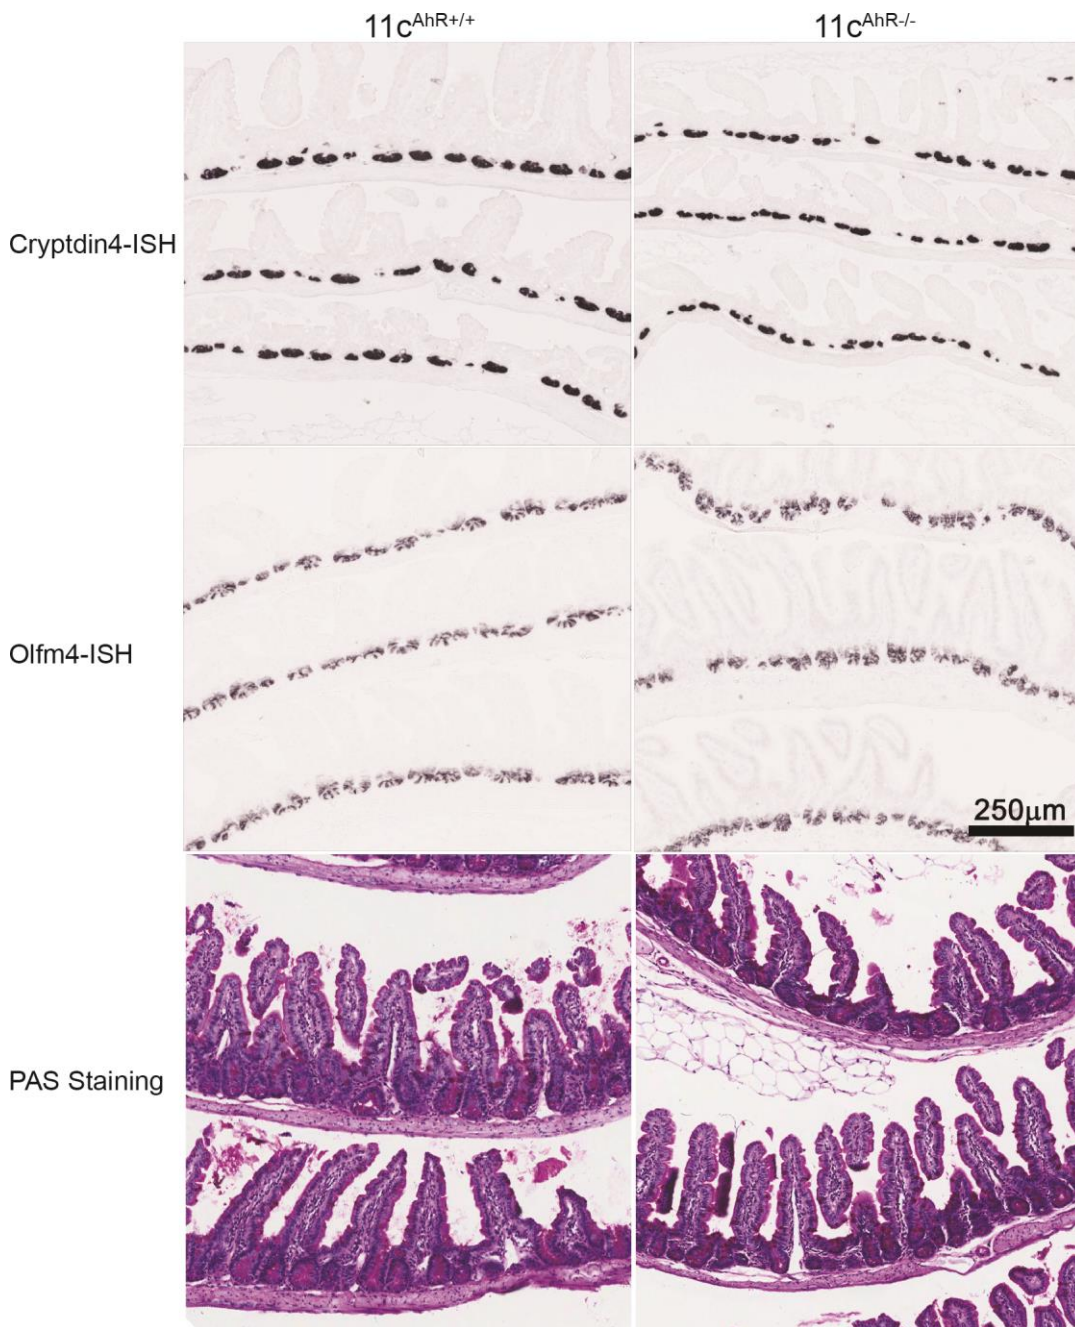 11c^AhR+/+ 11c^AhR-/-
Cryptdin4-ISH
Olfm4-ISH
250μm
PAS Staining